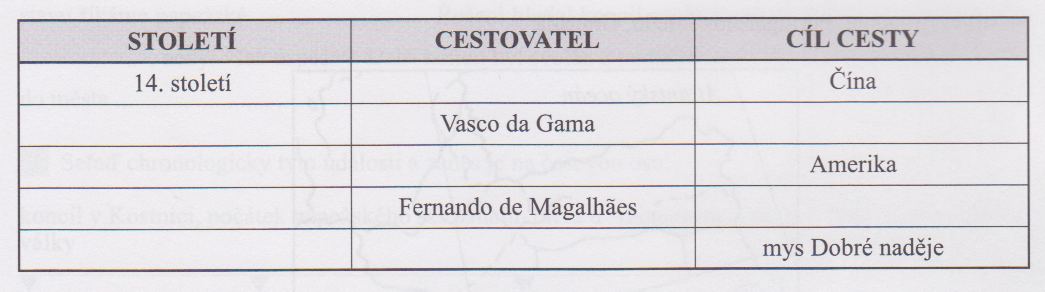 STOLETÍ CESTOVATEL CÍL CESTY
14. století Čína
Vasco da Gama
Amerika
Fernando de Magalhães
mys Dobré naděje